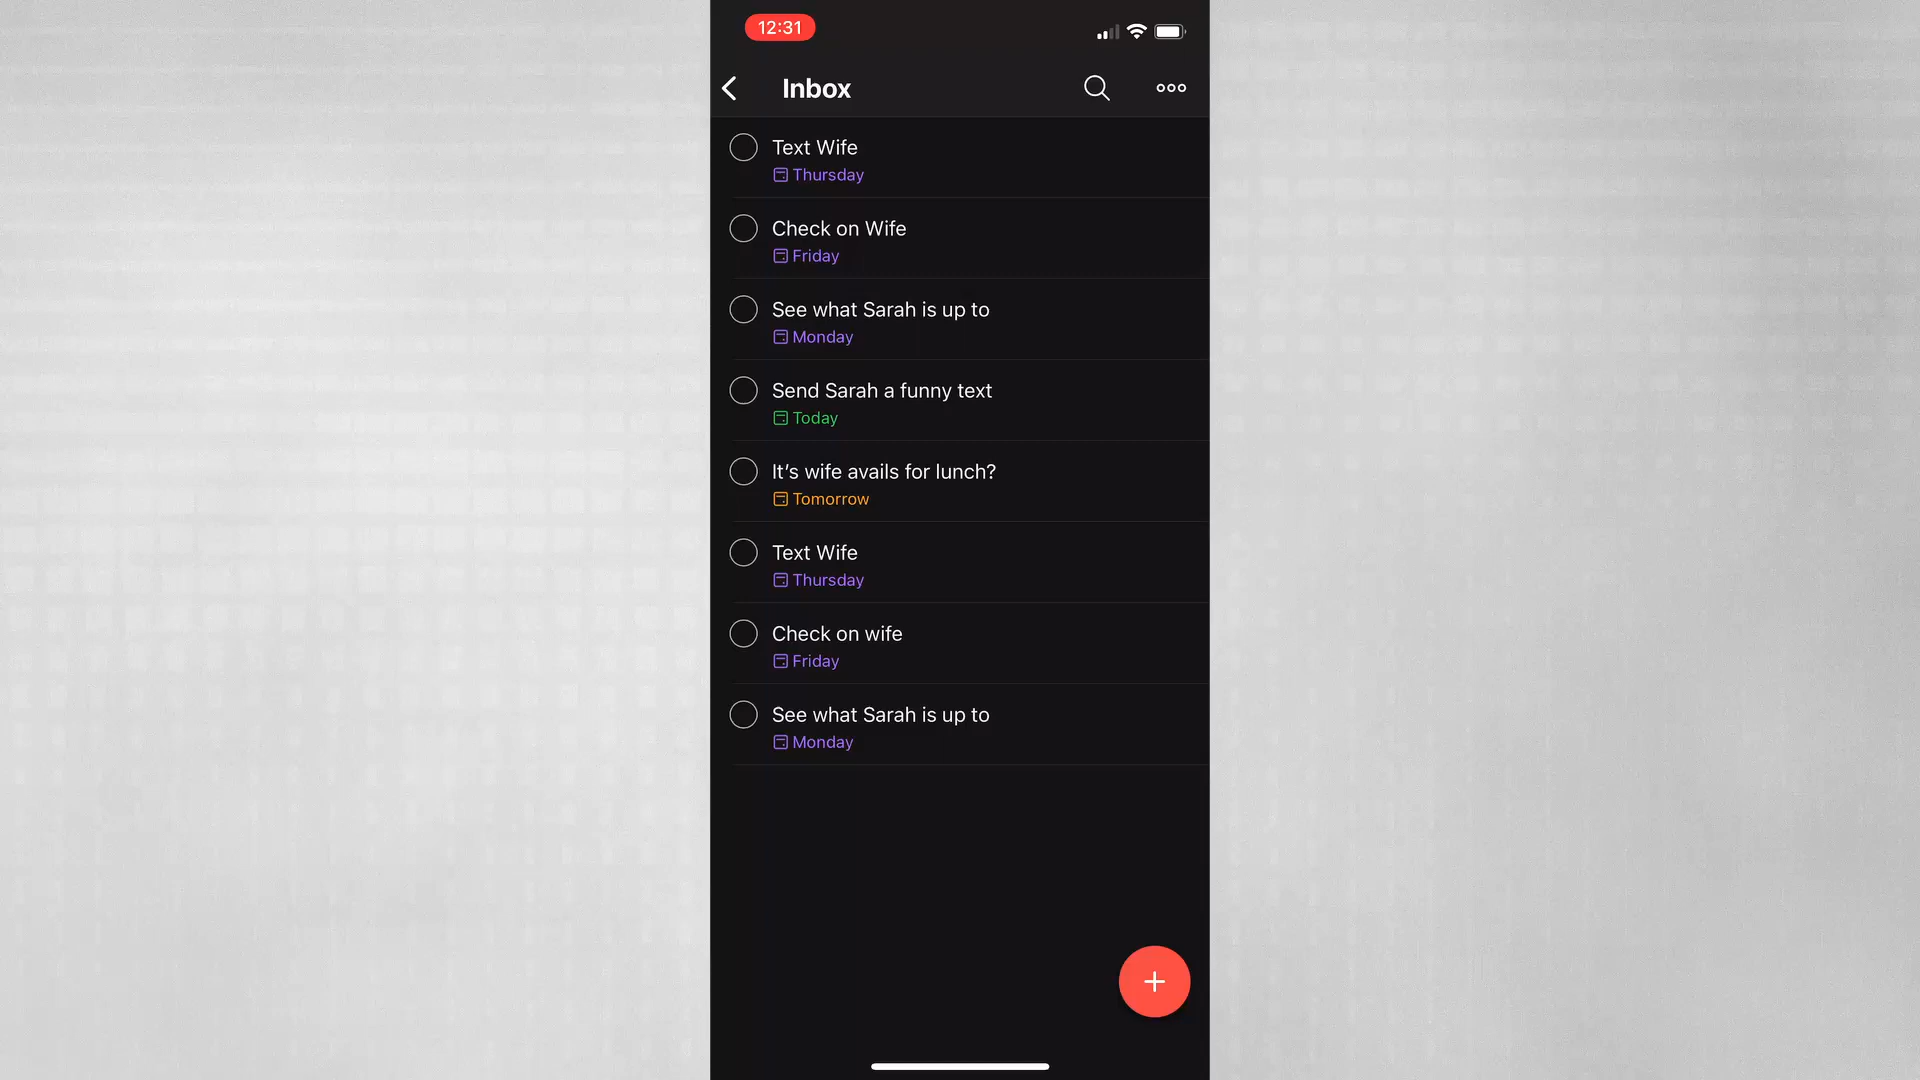 12:31
Inbox
Text Wife
Thursday
Check on Wife
Friday
See what Sarah is up to
Monday
Send Sarah a funny text
Today
It's wife avails for lunch?
Tomorrow
Text Wife
Thursday
Check on wife
Friday
See what Sarah is up to
Monday